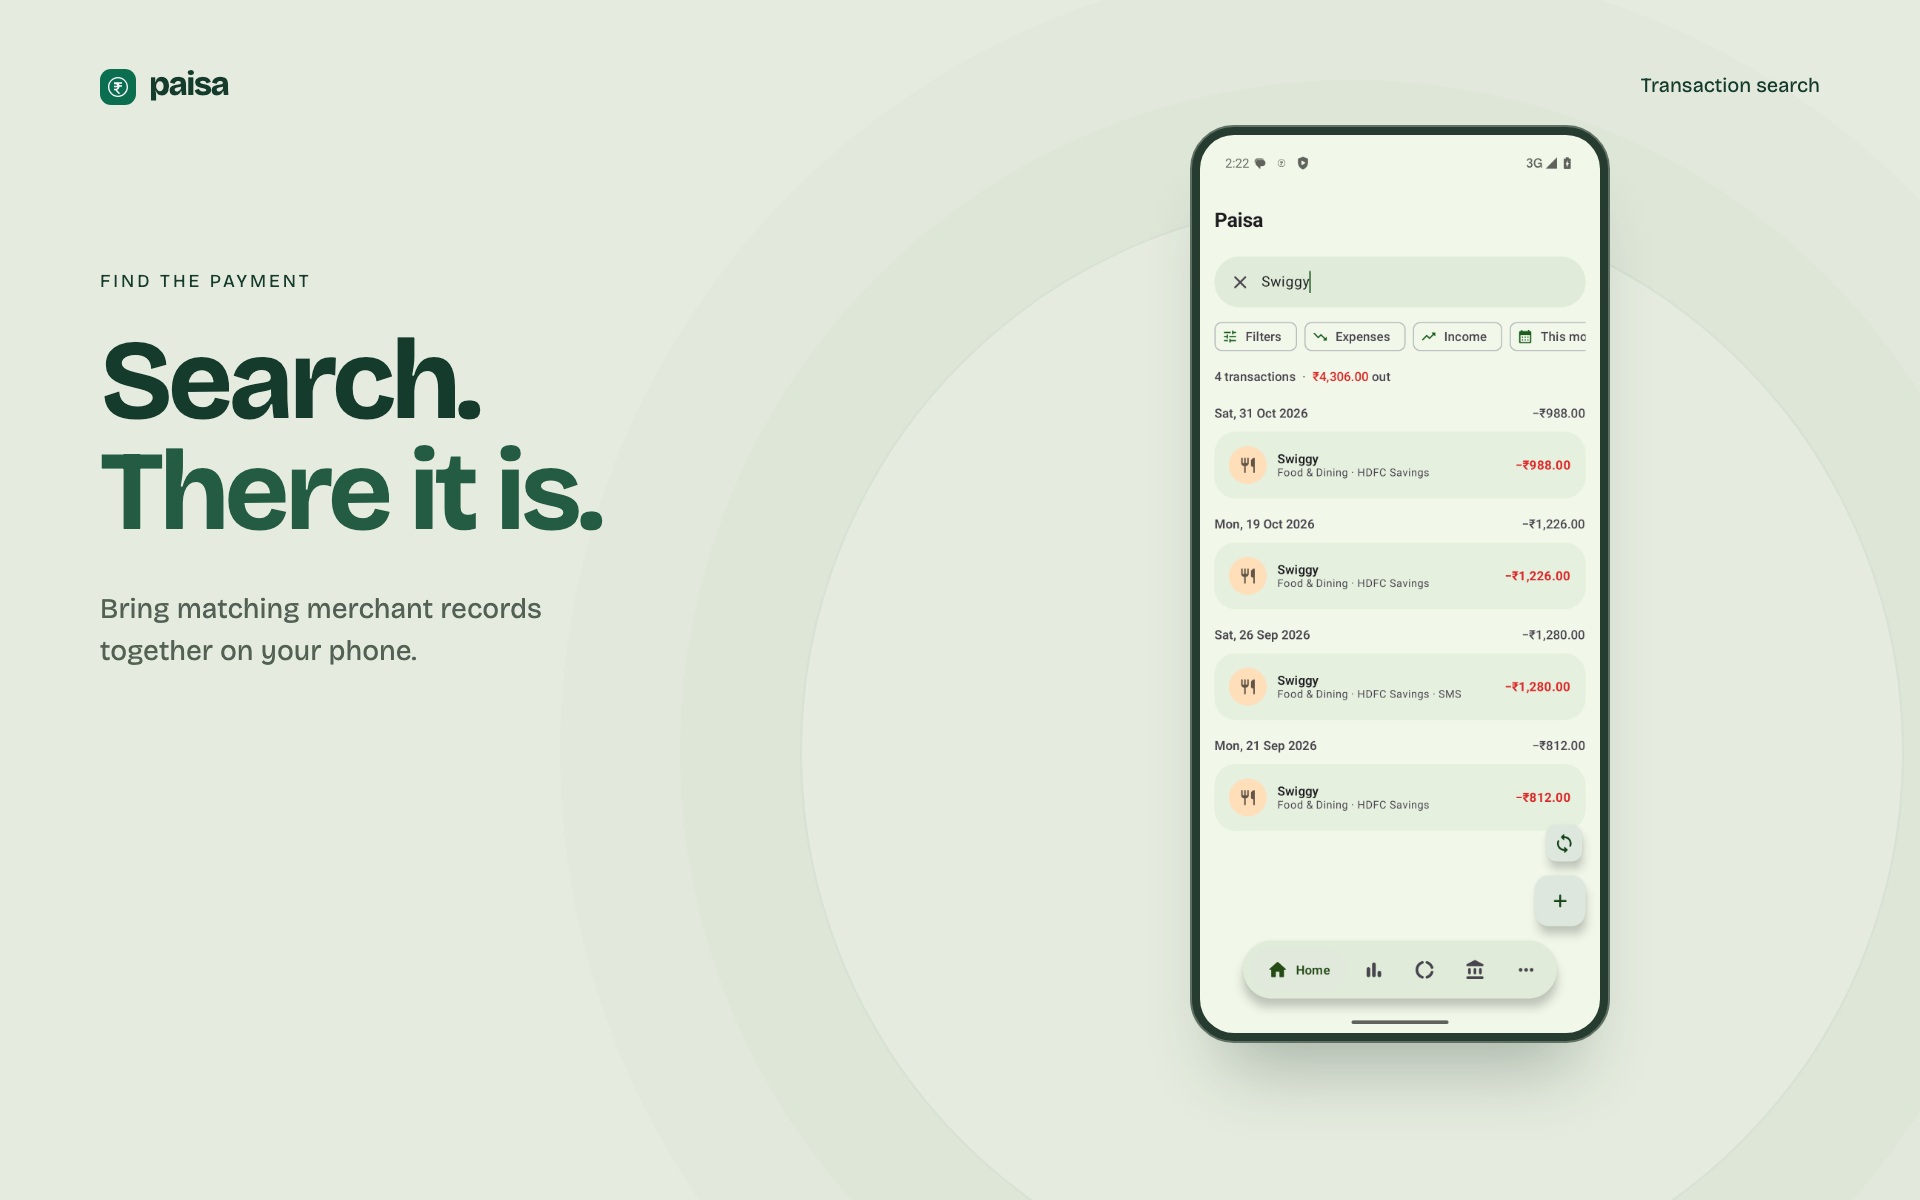 paisa
Transaction search
FIND THE PAYMENT
Search.
There it is.
Bring matching merchant records
together on your phone.
2:22
3G
Paisa
Swiggy
Filters
Expenses
Income
This mo
4 transactions · ₹4,306.00 out
Sat, 31 Oct 2026 −₹988.00
Swiggy
Food & Dining · HDFC Savings
−₹988.00
Mon, 19 Oct 2026 −₹1,226.00
Swiggy
Food & Dining · HDFC Savings
−₹1,226.00
Sat, 26 Sep 2026 −₹1,280.00
Swiggy
Food & Dining · HDFC Savings · SMS
−₹1,280.00
Mon, 21 Sep 2026 −₹812.00
Swiggy
Food & Dining · HDFC Savings
−₹812.00
Home